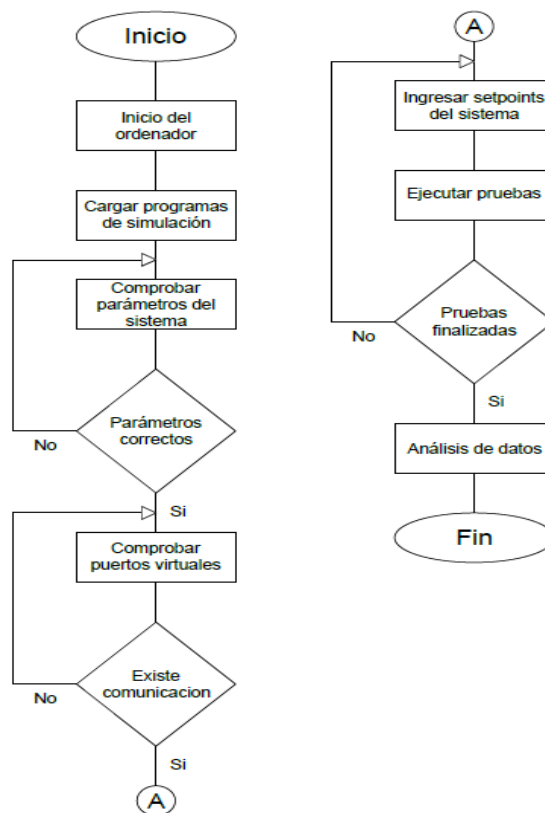 Inicio
Inicio del
ordenador
Cargar programas
de simulación
Comprobar
parámetros del
sistema
Parámetros
correctos
No
Si
Comprobar
puertos virtuales
Existe
comunicacion
No
Si
A
A
Ingresar setpoints
del sistema
Ejecutar pruebas
Pruebas
finalizadas
No
Si
Análisis de datos
Fin